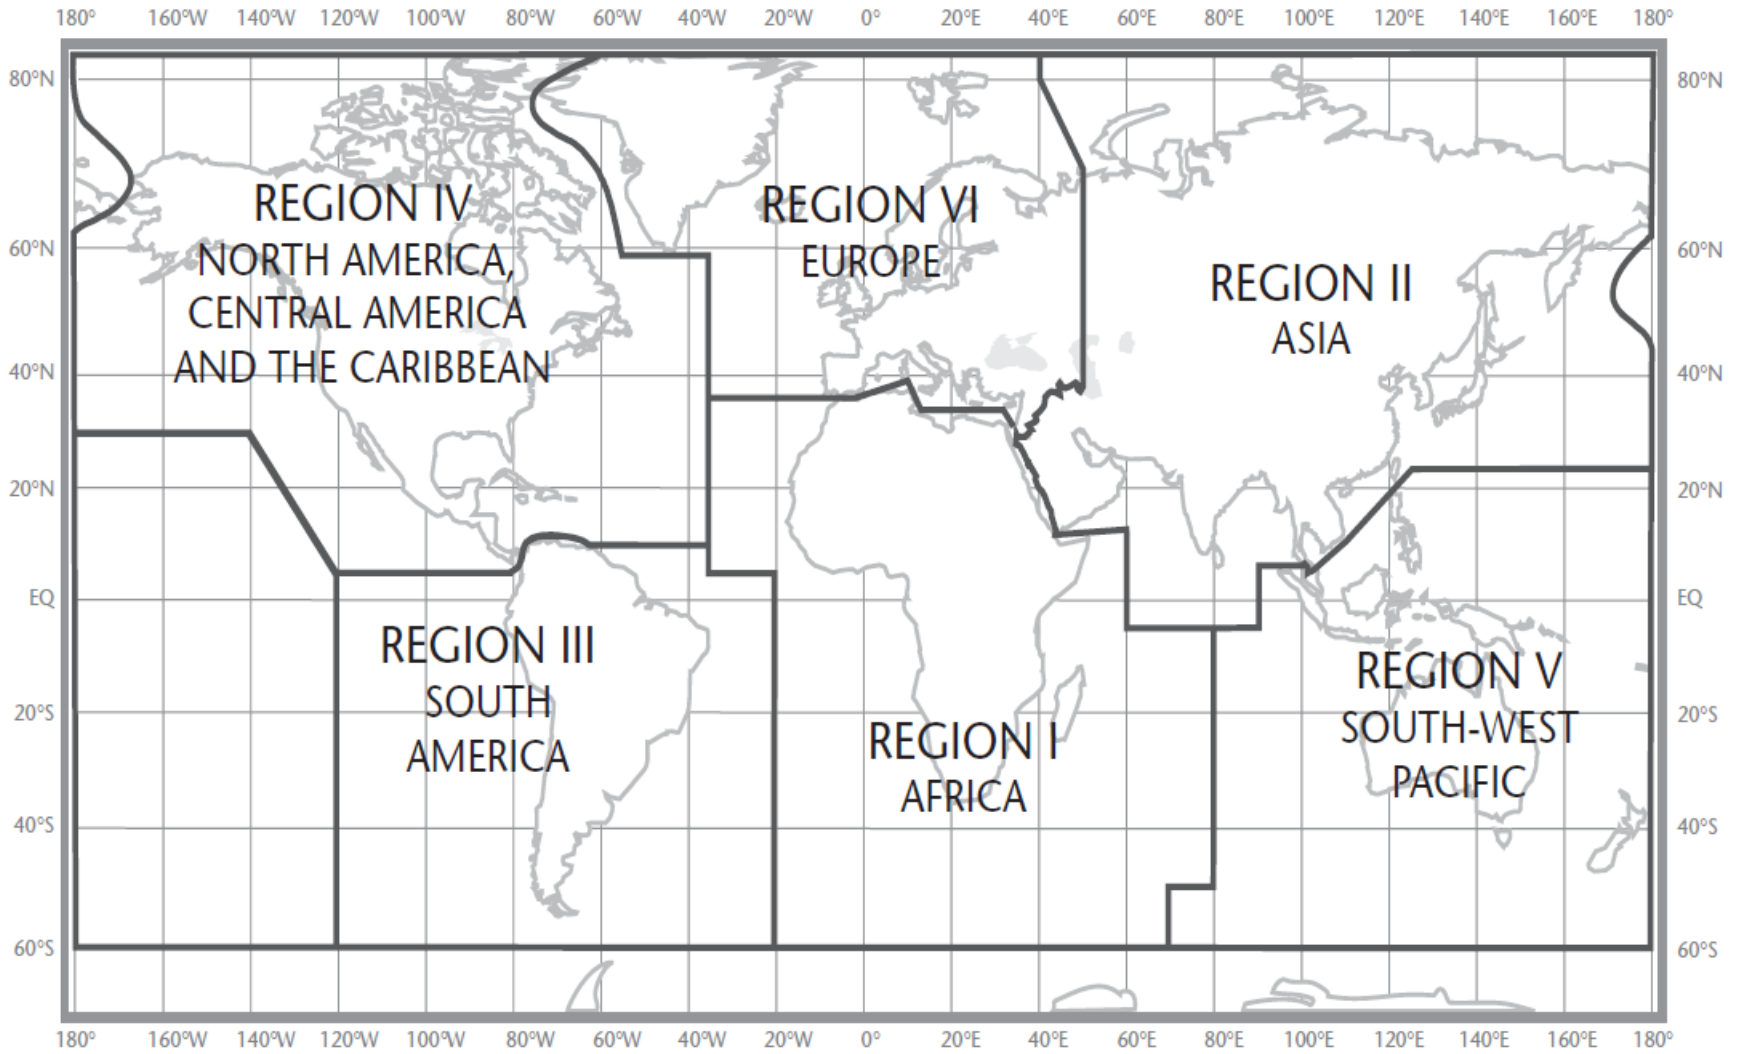 180° 160°W 140°W 120°W 100°W 80°W 60°W 40°W 20°W 0° 20°E 40°E 60°E 80°E 100°E 120°E 140°E 160°E 180°
80°N 80°N
REGION IV
NORTH AMERICA,
CENTRAL AMERICA
AND THE CARIBBEAN
REGION VI
EUROPE
REGION II
ASIA
60°N 60°N
40°N 40°N
20°N 20°N
EQ EQ
REGION III
SOUTH
AMERICA
REGION I
AFRICA
REGION V
SOUTH-WEST
PACIFIC
20°S 20°S
40°S 40°S
60°S 60°S
180° 160°W 140°W 120°W 100°W 80°W 60°W 40°W 20°W 0° 20°E 40°E 60°E 80°E 100°E 120°E 140°E 160°E 180°